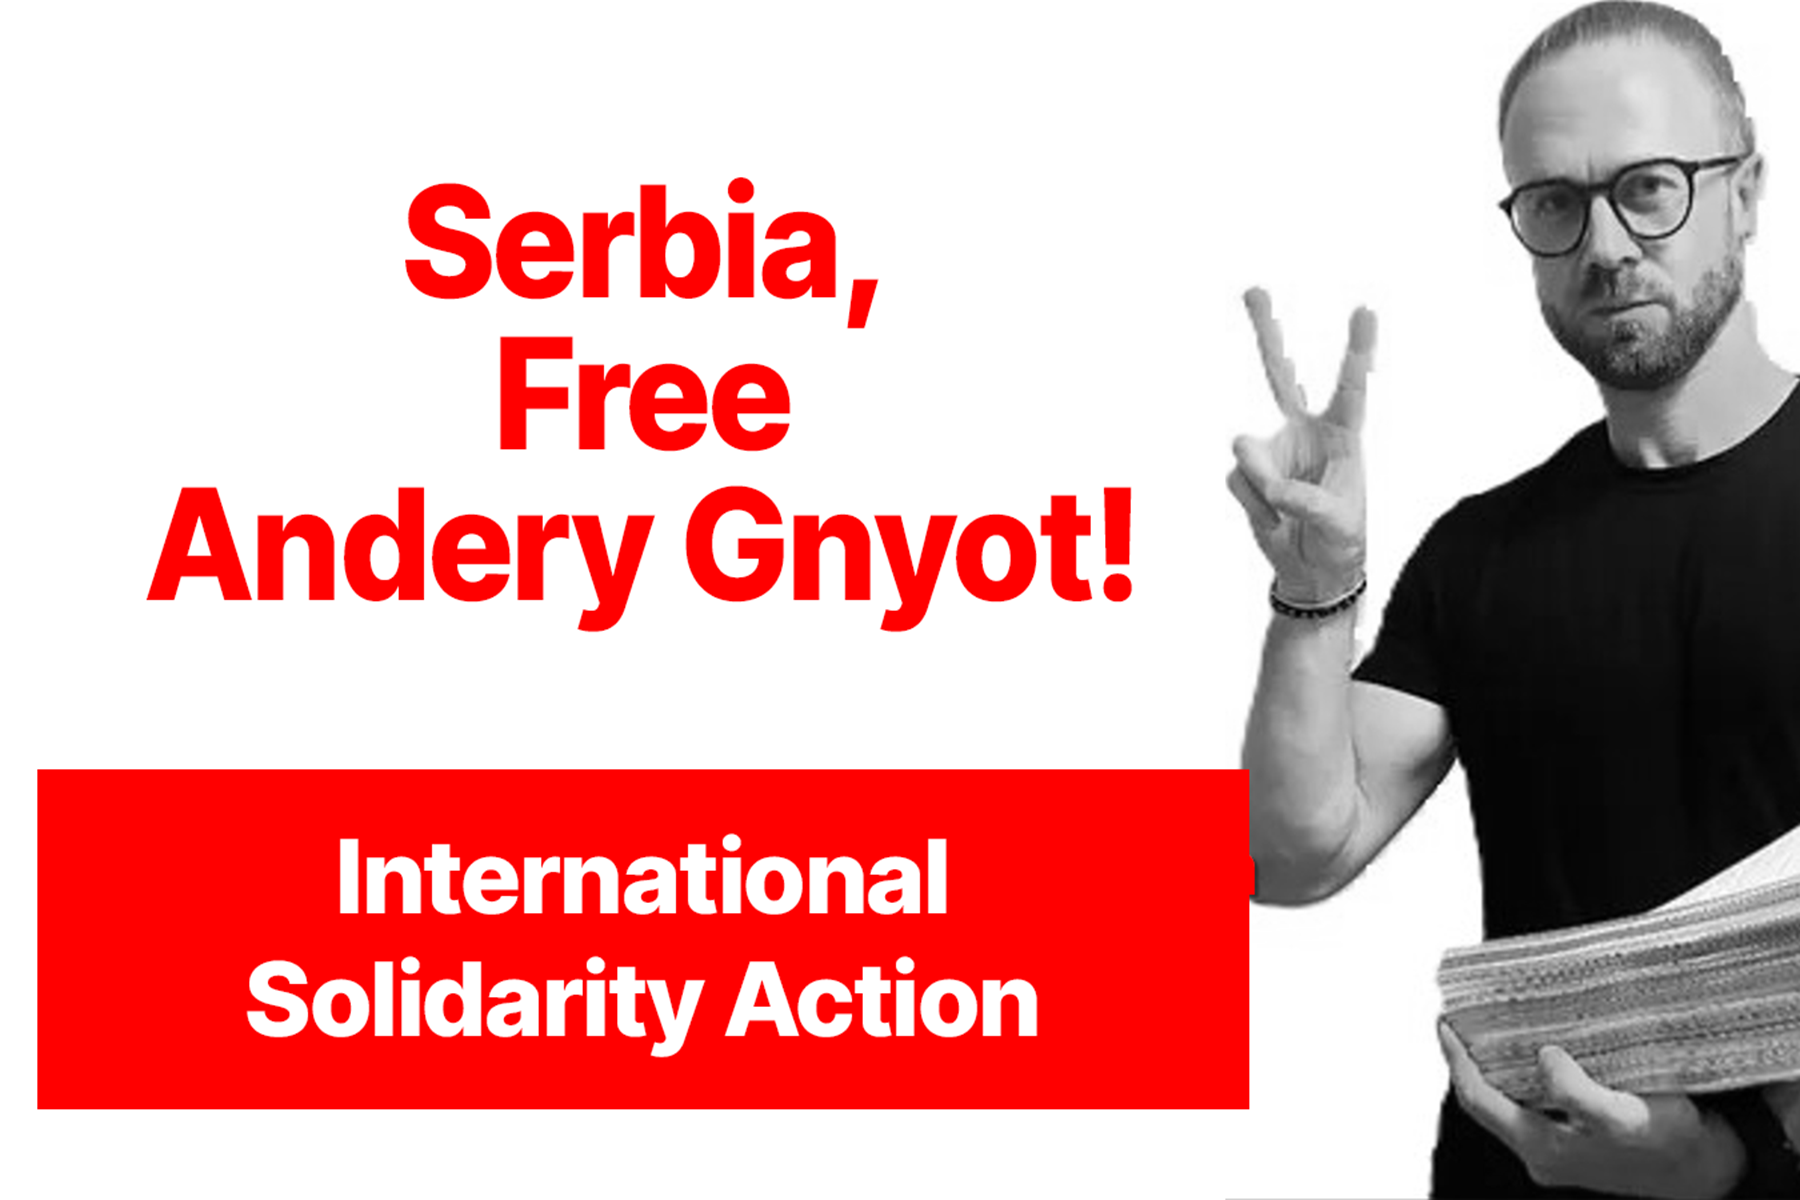 Serbia,
Free
Andery Gnyot!
International
Solidarity Action